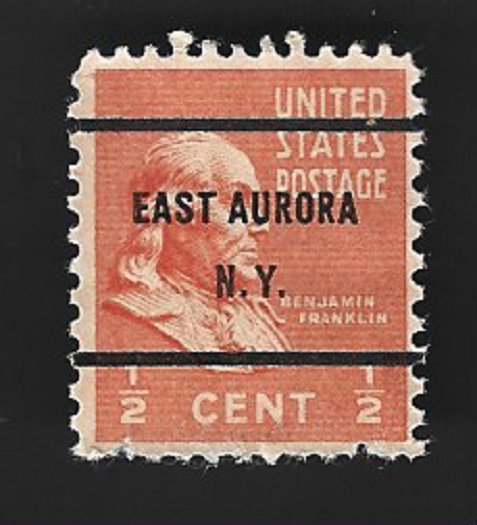 UNITED
STATES
POSTAGE
EAST AURORA
N.Y.
BENJAMIN
FRANKLIN
1/2 CENT 1/2